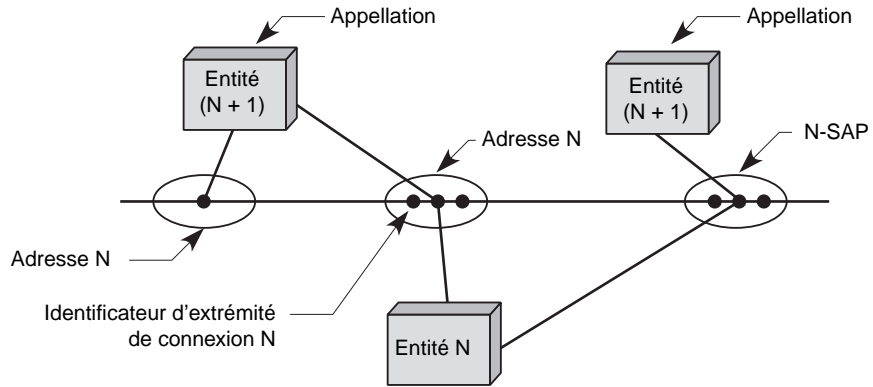 Appellation
Appellation
Entité
(N + 1)
Entité
(N + 1)
Adresse N
N-SAP
Adresse N
Identificateur d'extrémité
de connexion N
Entité N